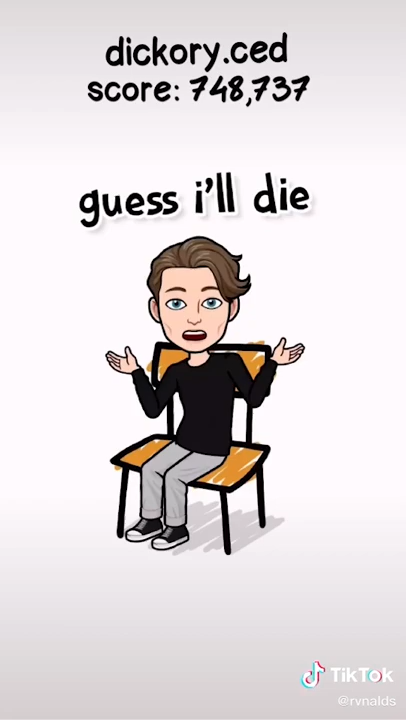 dickory.ced
score: 748,737
guess i'll die
TikTok
@rvnalds